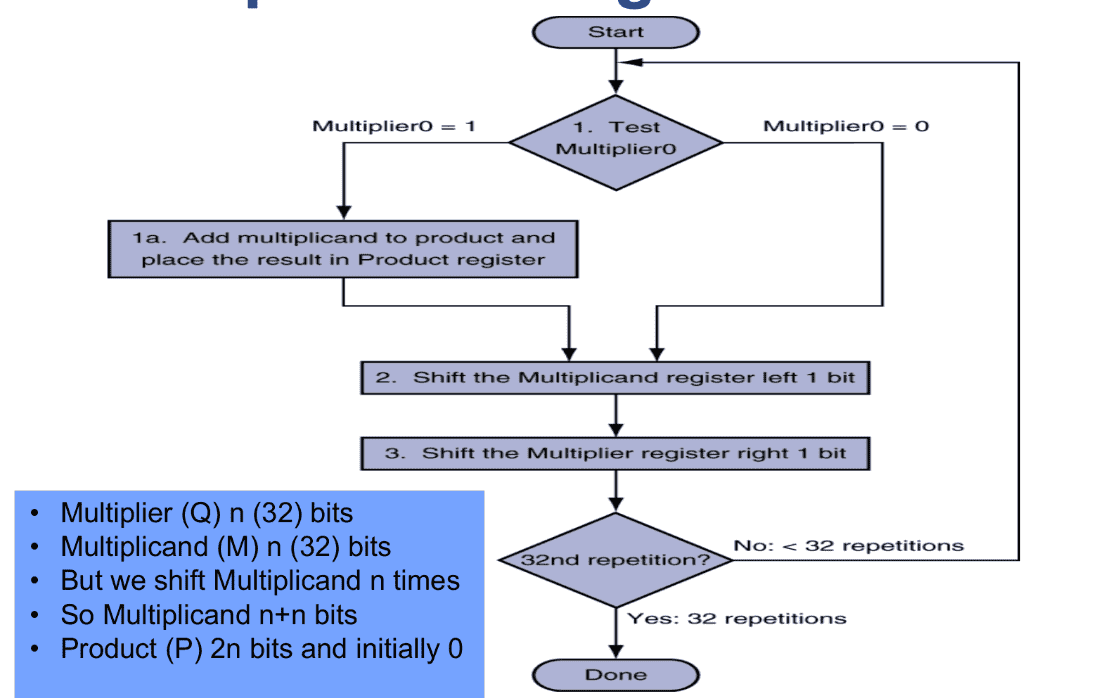 Start
Multiplier0 = 1
1. Test
Multiplier0
Multiplier0 = 0
1a. Add multiplicand to product and
place the result in Product register
2. Shift the Multiplicand register left 1 bit
3. Shift the Multiplier register right 1 bit
32nd repetition?
No: < 32 repetitions
Yes: 32 repetitions
Done
• Multiplier (Q) n (32) bits
• Multiplicand (M) n (32) bits
• But we shift Multiplicand n times
• So Multiplicand n+n bits
• Product (P) 2n bits and initially 0